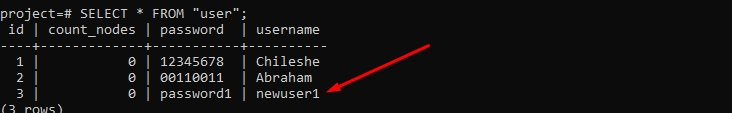 project=# SELECT * FROM "user";
 id | count_nodes | password  | username
----+-------------+-----------+----------
  1 |           0 | 12345678  | Chileshe
  2 |           0 | 00110011  | Abraham
  3 |           0 | password1 | newuser1
(3 rows)